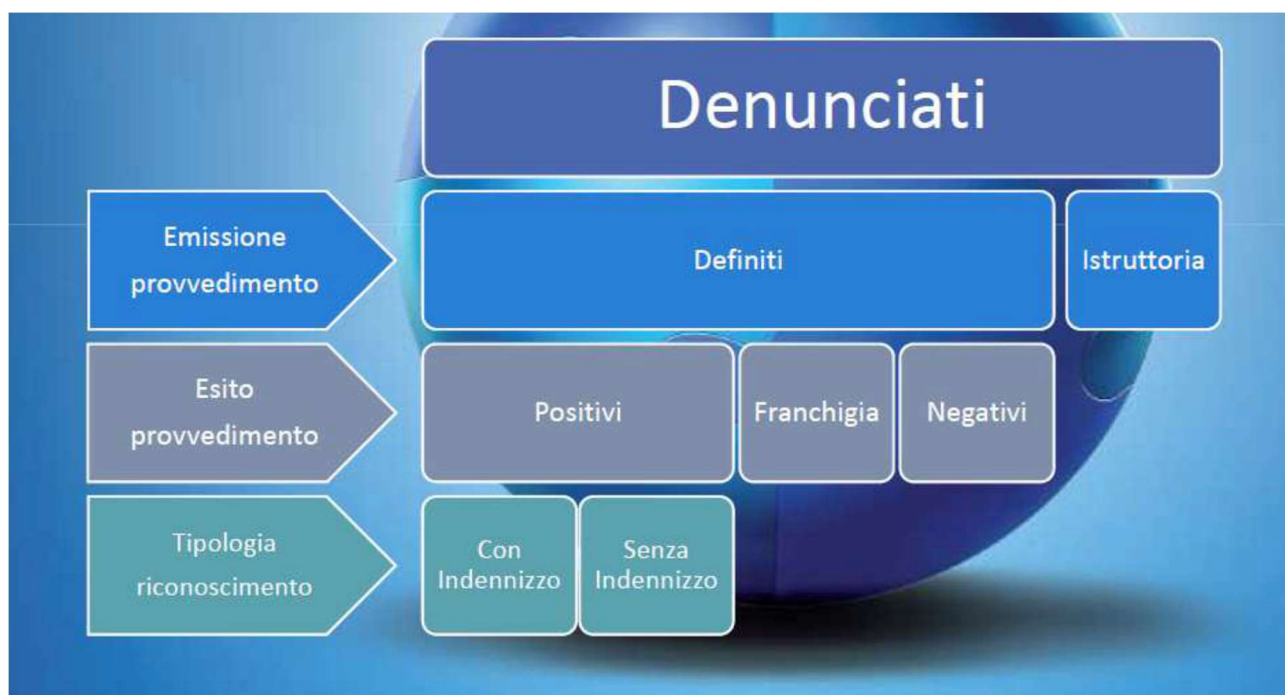 Denunciati
Emissione
provvedimento
Definiti
Istruttoria
Esito
provvedimento
Positivi
Franchigia
Negativi
Tipologia
riconoscimento
Con
Indennizzo
Senza
Indennizzo